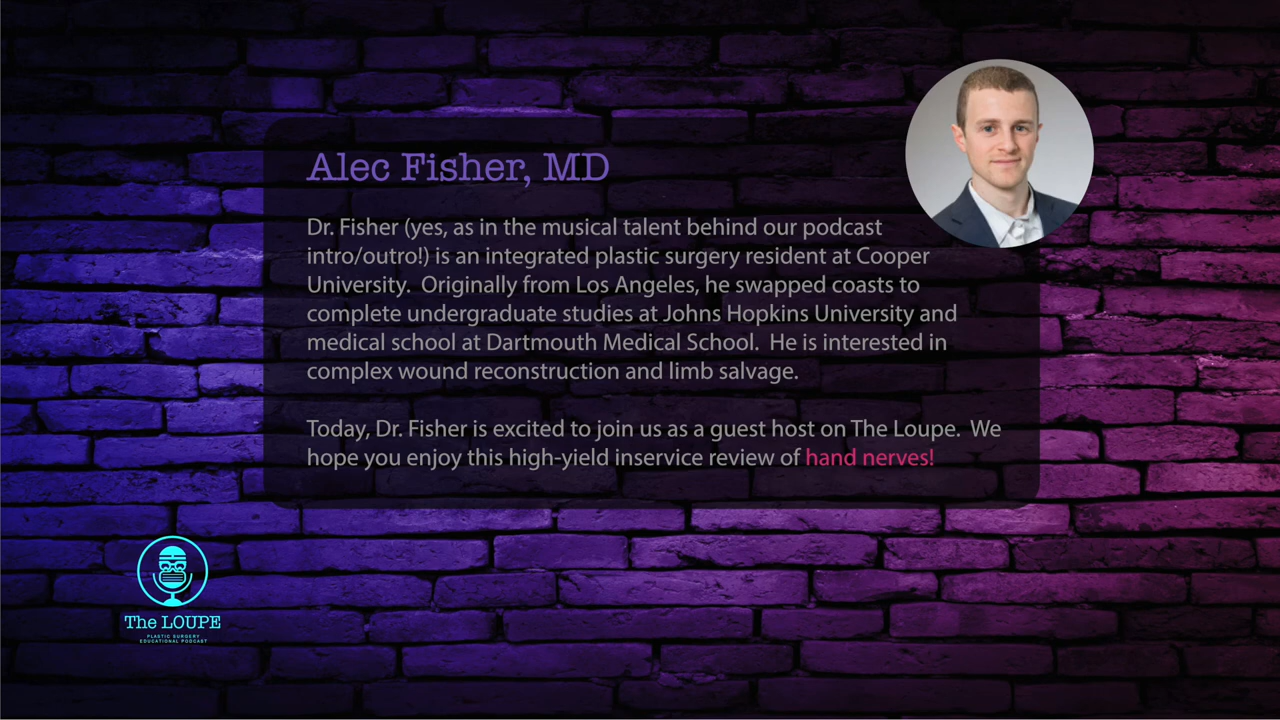 Alec Fisher, MD
Dr. Fisher (yes, as in the musical talent behind our podcast
intro/outro!) is an integrated plastic surgery resident at Cooper
University.  Originally from Los Angeles, he swapped coasts to
complete undergraduate studies at Johns Hopkins University and
medical school at Dartmouth Medical School.  He is interested in
complex wound reconstruction and limb salvage.
Today, Dr. Fisher is excited to join us as a guest host on The Loupe.  We
hope you enjoy this high-yield inservice review of hand nerves!
The LOUPE
PLASTIC SURGERY
EDUCATIONAL PODCAST